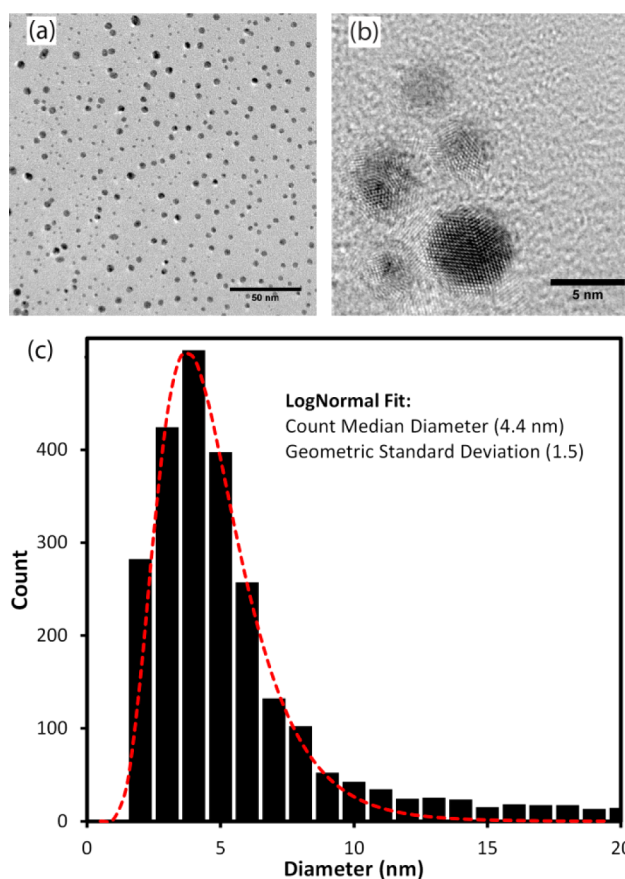 (a)
50 nm
(b)
5 nm
(c)
LogNormal Fit:
Count Median Diameter (4.4 nm)
Geometric Standard Deviation (1.5)
400
300
200
100
0
Count
0 5 10 15 20
Diameter (nm)